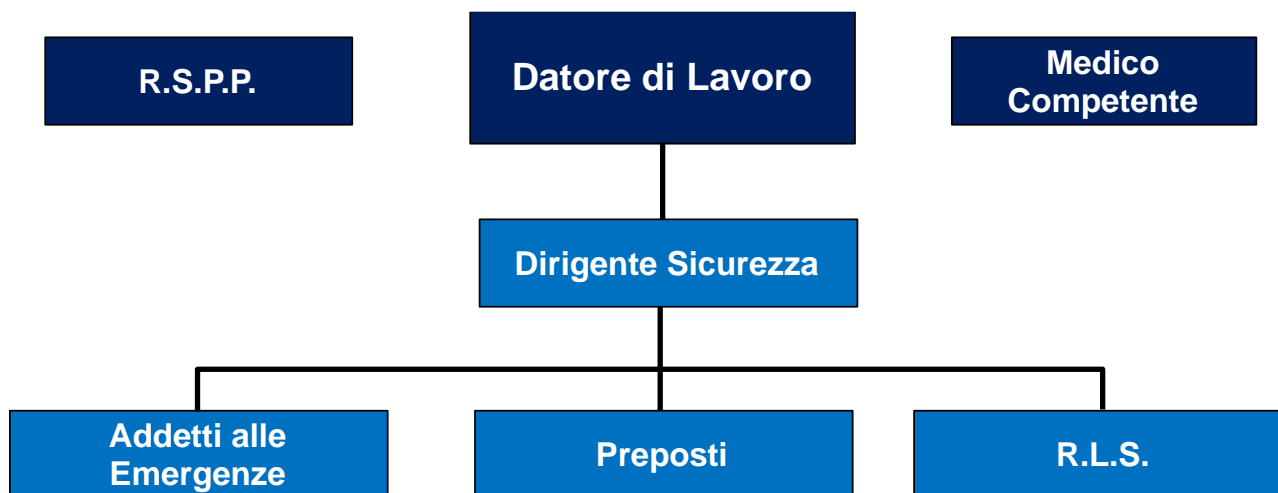 R.S.P.P.
Datore di Lavoro
Medico
Competente
Dirigente Sicurezza
Addetti alle
Emergenze
Preposti
R.L.S.